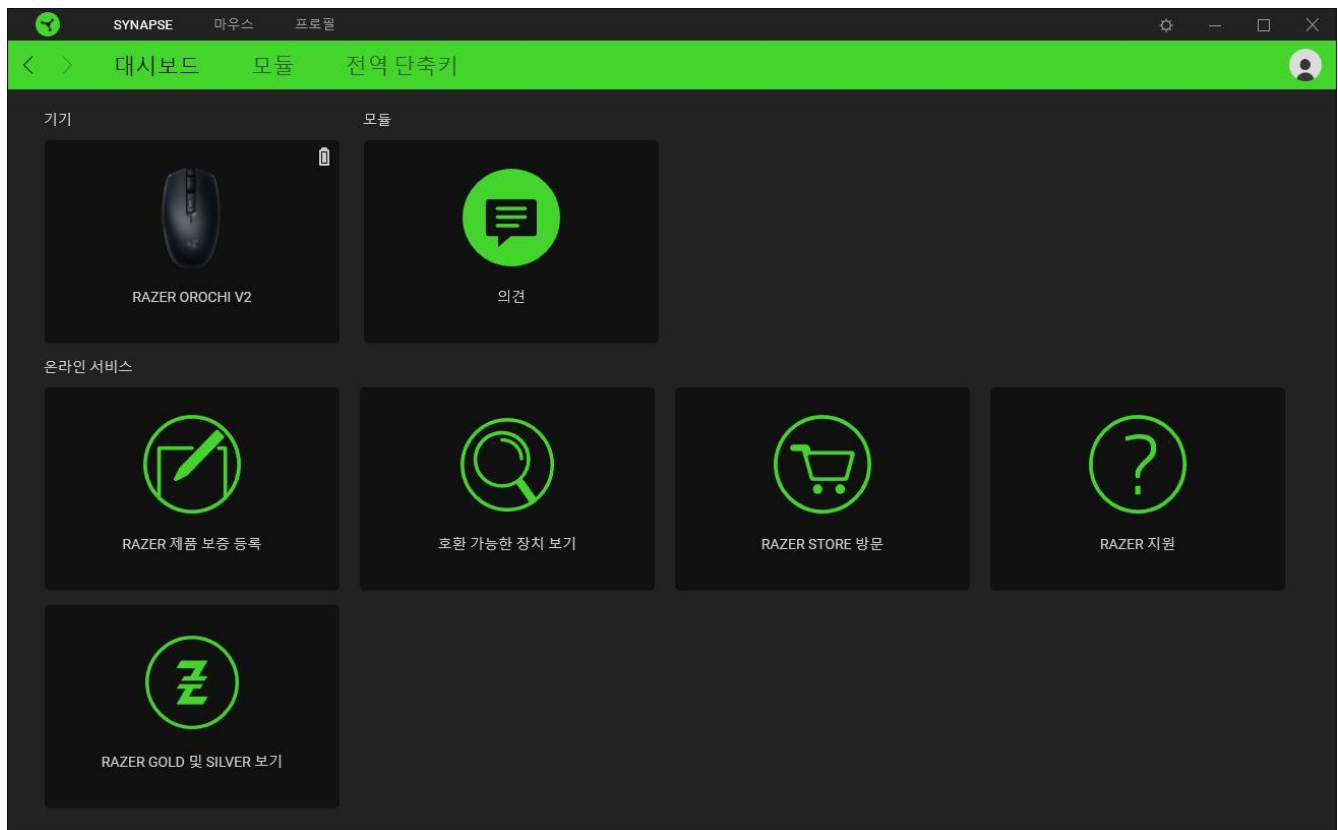 SYNAPSE 마우스 프로필
대시보드 모듈 전역 단축키
기기 모듈
RAZER OROCHI V2 의견
온라인 서비스
RAZER 제품 보증 등록 호환 가능한 장치 보기 RAZER STORE 방문 RAZER 지원
RAZER GOLD 및 SILVER 보기